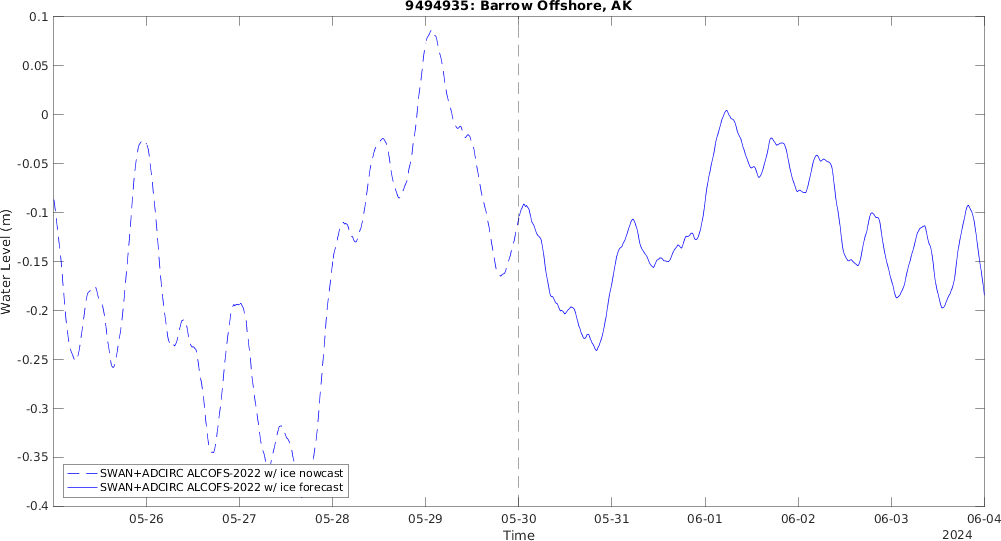 9494935: Barrow Offshore, AK
0.1
0.05
0
-0.05
-0.1
-0.15
-0.2
-0.25
-0.3
-0.35
-0.4
Water Level (m)
SWAN+ADCIRC ALCOFS-2022 w/ ice nowcast
SWAN+ADCIRC ALCOFS-2022 w/ ice forecast
05-26 05-27 05-28 05-29 05-30 05-31 06-01 06-02 06-03 06-04
Time
2024